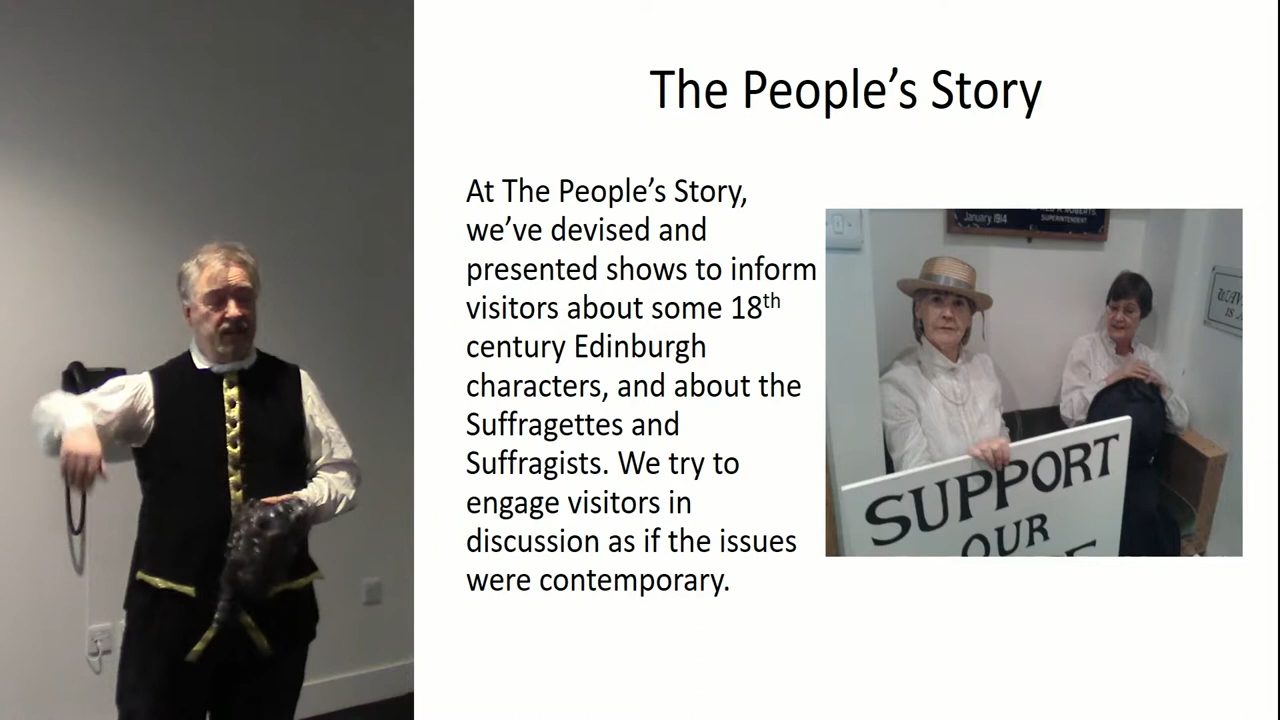 The People’s Story
At The People’s Story,
we’ve devised and
presented shows to inform
visitors about some 18th
century Edinburgh
characters, and about the
Suffragettes and
Suffragists. We try to
engage visitors in
discussion as if the issues
were contemporary.
January 1914
ROBERTS
SUPERINTENDENT
SUPPORT
OUR